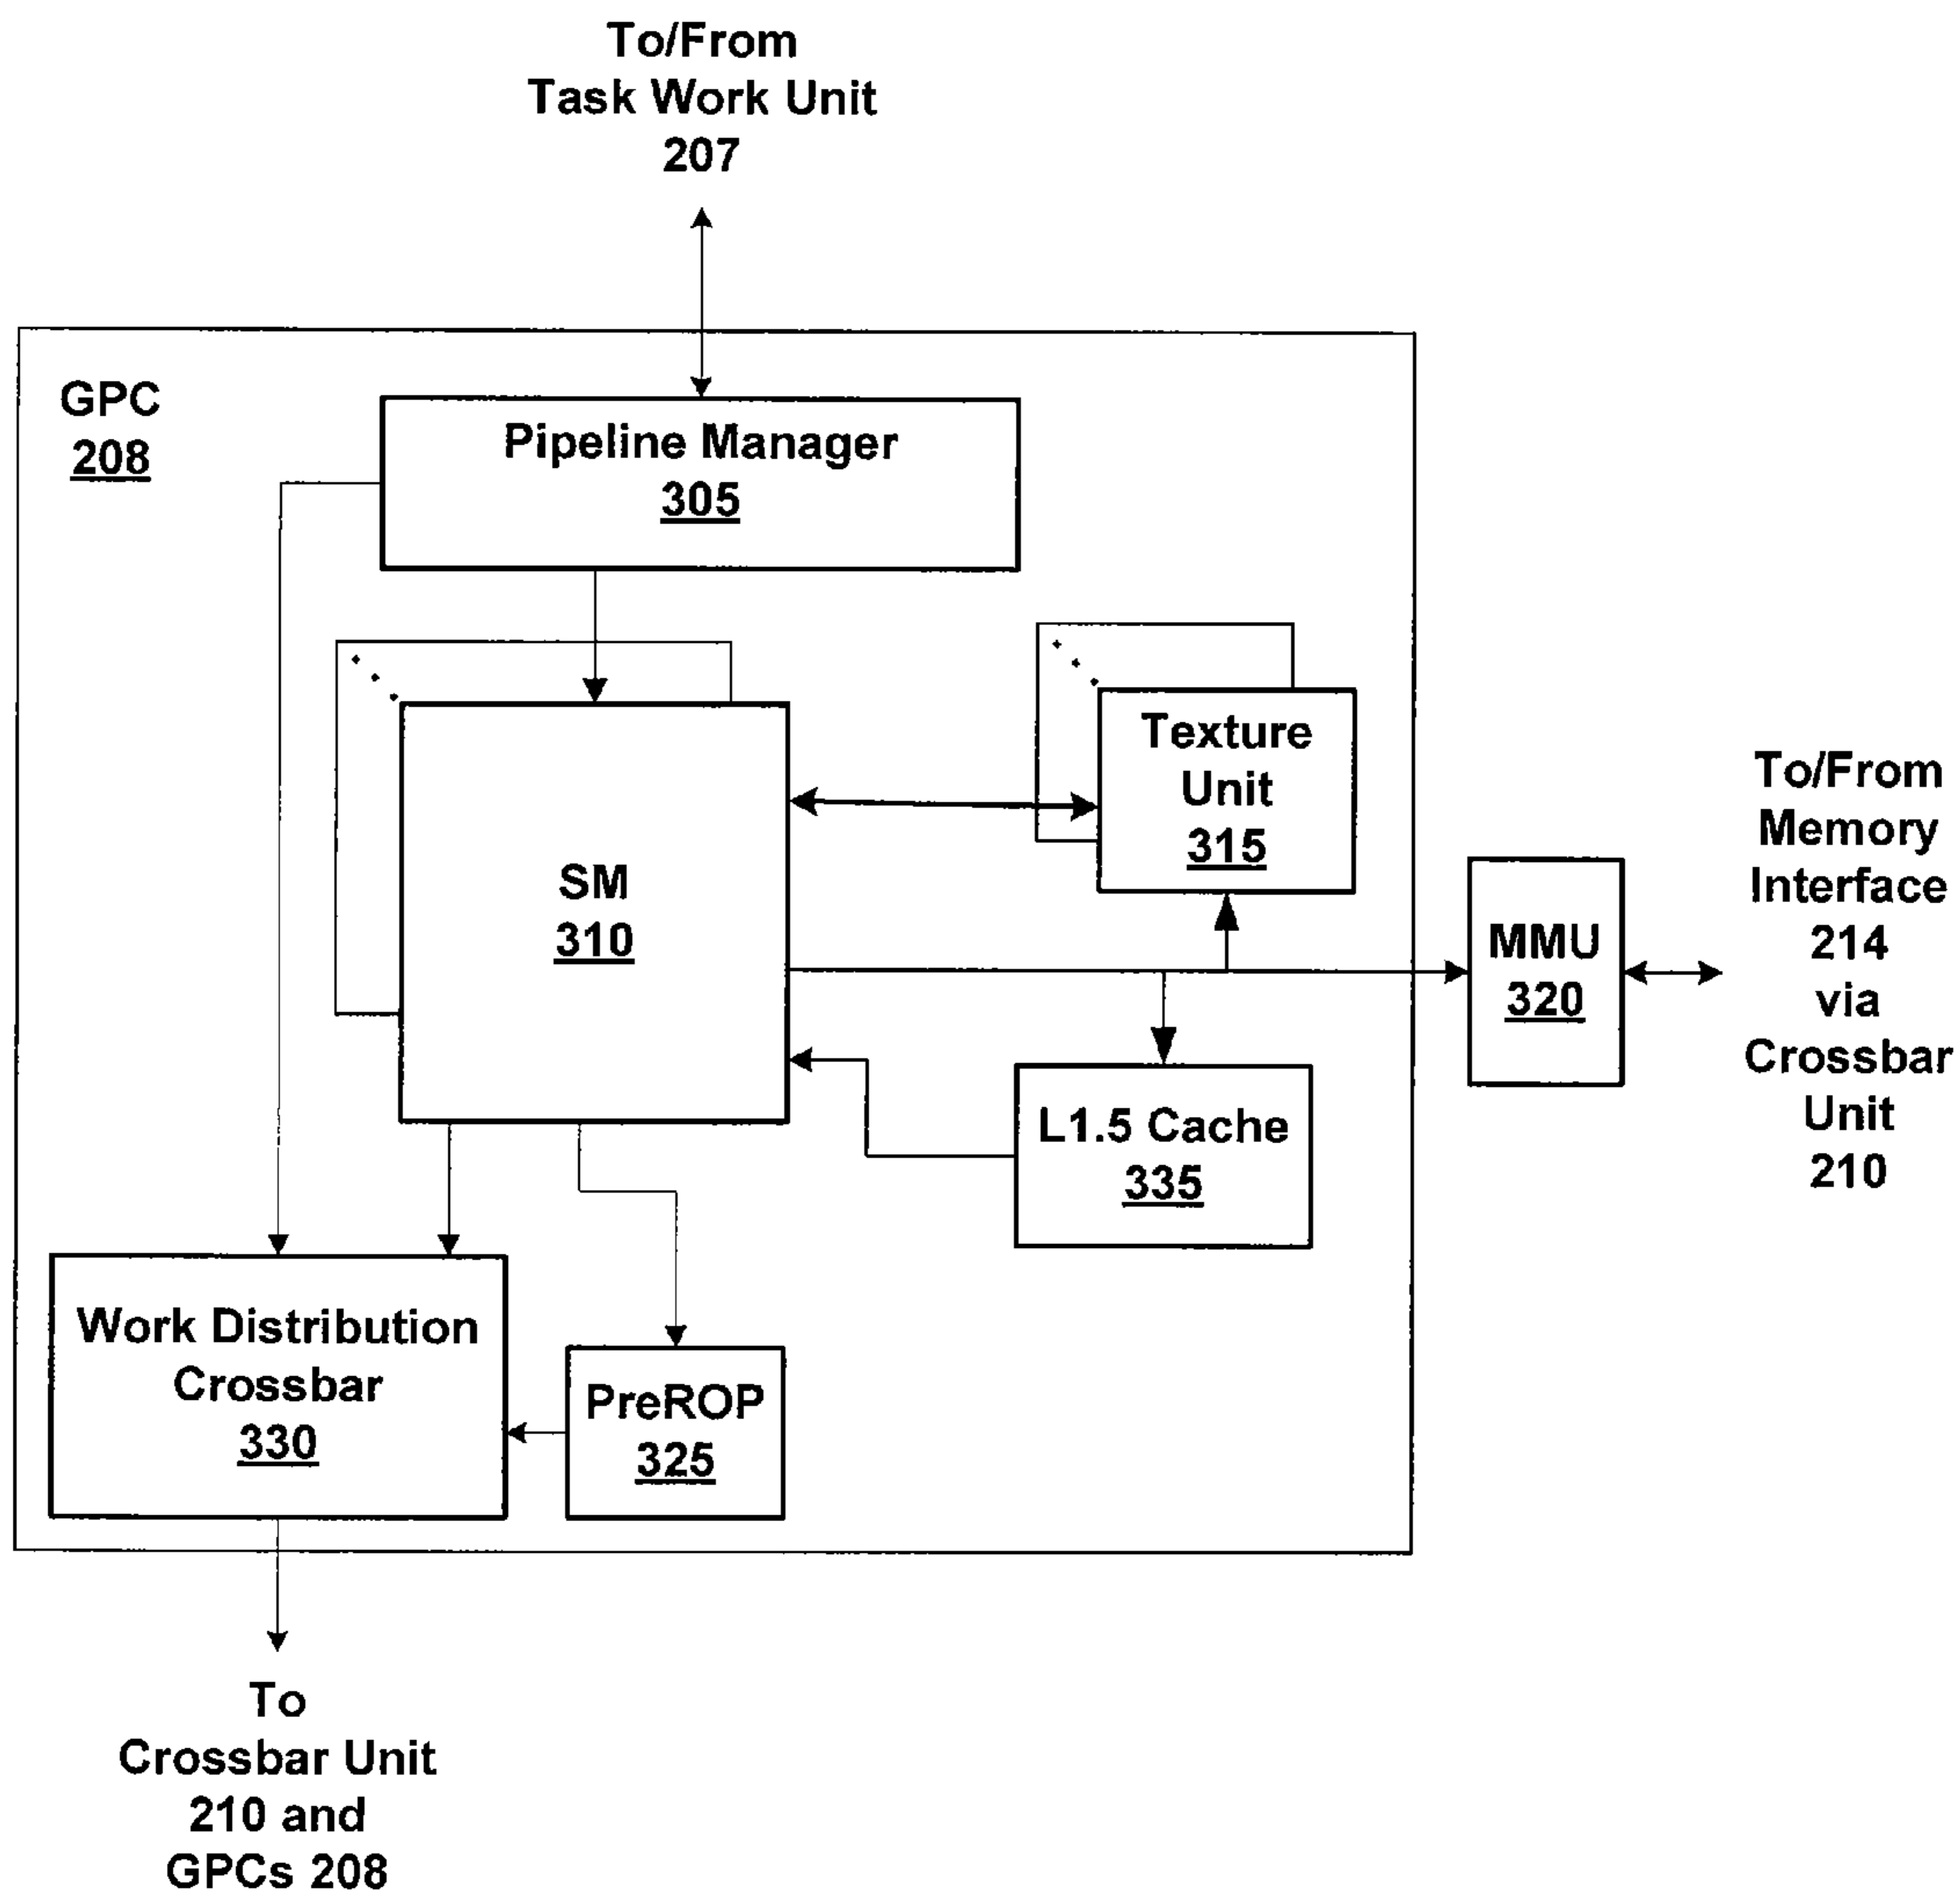 To/From
Task Work Unit
207
GPC
208
Pipeline Manager
305
Texture
Unit
315
SM
310
MMU
320
To/From
Memory
Interface
214
via
Crossbar
Unit
210
L1.5 Cache
335
Work Distribution
Crossbar
330
PreROP
325
To
Crossbar Unit
210 and
GPCs 208